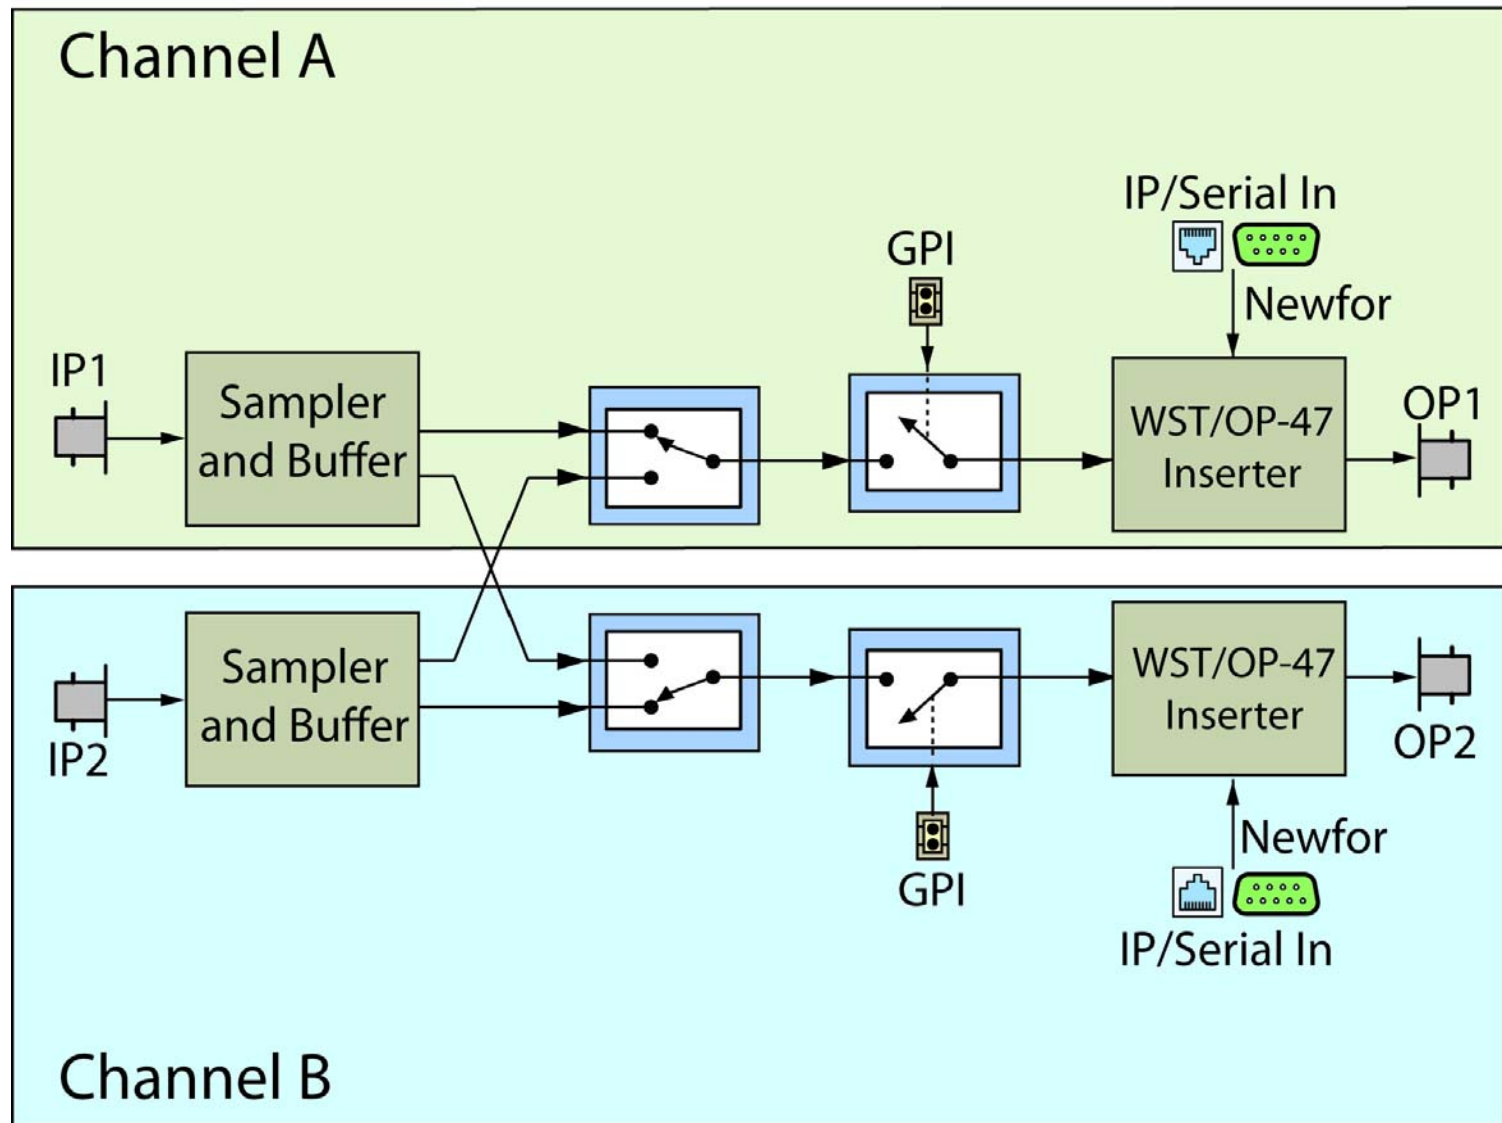 Channel A
IP/Serial In
GPI
Newfor
IP1
Sampler
and Buffer
WST/OP-47
Inserter
OP1
Sampler
and Buffer
IP2
WST/OP-47
Inserter
OP2
Newfor
GPI
IP/Serial In
Channel B